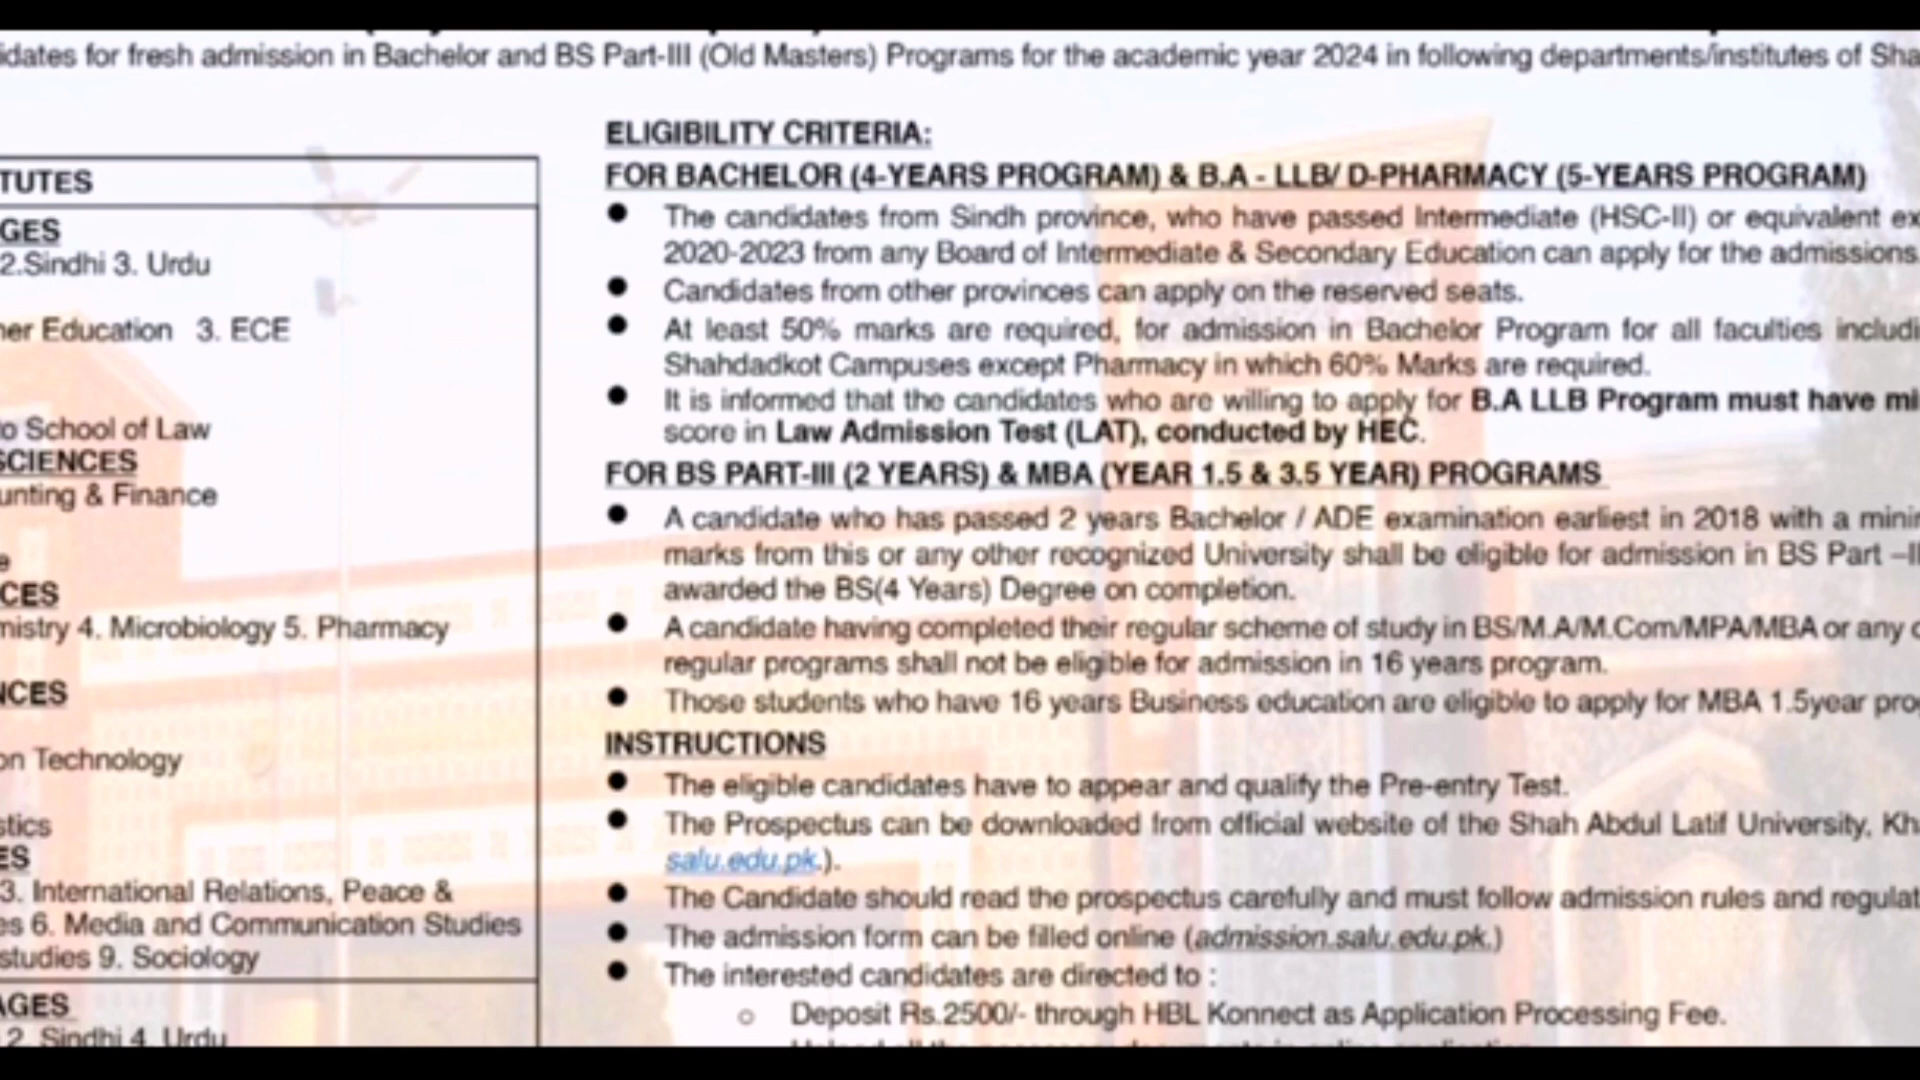 idates for fresh admission in Bachelor and BS Part-III (Old Masters) Programs for the academic year 2024 in following departments/institutes of Sha
TUTES
GES
2.Sindhi 3. Urdu
her Education 3. ECE
o School of Law
SCIENCES
unting & Finance
e
CES
mistry 4. Microbiology 5. Pharmacy
NCES
on Technology
stics
ES
3. International Relations, Peace &
es 6. Media and Communication Studies
studies 9. Sociology
AGES
2. Sindhi 4. Urdu
ELIGIBILITY CRITERIA:
FOR BACHELOR (4-YEARS PROGRAM) & B.A - LLB/ D-PHARMACY (5-YEARS PROGRAM)
● The candidates from Sindh province, who have passed Intermediate (HSC-II) or equivalent ex
2020-2023 from any Board of Intermediate & Secondary Education can apply for the admissions.
● Candidates from other provinces can apply on the reserved seats.
● At least 50% marks are required, for admission in Bachelor Program for all faculties includi
Shahdadkot Campuses except Pharmacy in which 60% Marks are required.
● It is informed that the candidates who are willing to apply for B.A LLB Program must have mi
score in Law Admission Test (LAT), conducted by HEC.
FOR BS PART-III (2 YEARS) & MBA (YEAR 1.5 & 3.5 YEAR) PROGRAMS
● A candidate who has passed 2 years Bachelor / ADE examination earliest in 2018 with a mini
marks from this or any other recognized University shall be eligible for admission in BS Part –II
awarded the BS(4 Years) Degree on completion.
● A candidate having completed their regular scheme of study in BS/M.A/M.Com/MPA/MBA or any o
regular programs shall not be eligible for admission in 16 years program.
● Those students who have 16 years Business education are eligible to apply for MBA 1.5year pro
INSTRUCTIONS
● The eligible candidates have to appear and qualify the Pre-entry Test.
● The Prospectus can be downloaded from official website of the Shah Abdul Latif University, Kh
salu.edu.pk.).
● The Candidate should read the prospectus carefully and must follow admission rules and regulat
● The admission form can be filled online (admission.salu.edu.pk.)
● The interested candidates are directed to :
○ Deposit Rs.2500/- through HBL Konnect as Application Processing Fee.